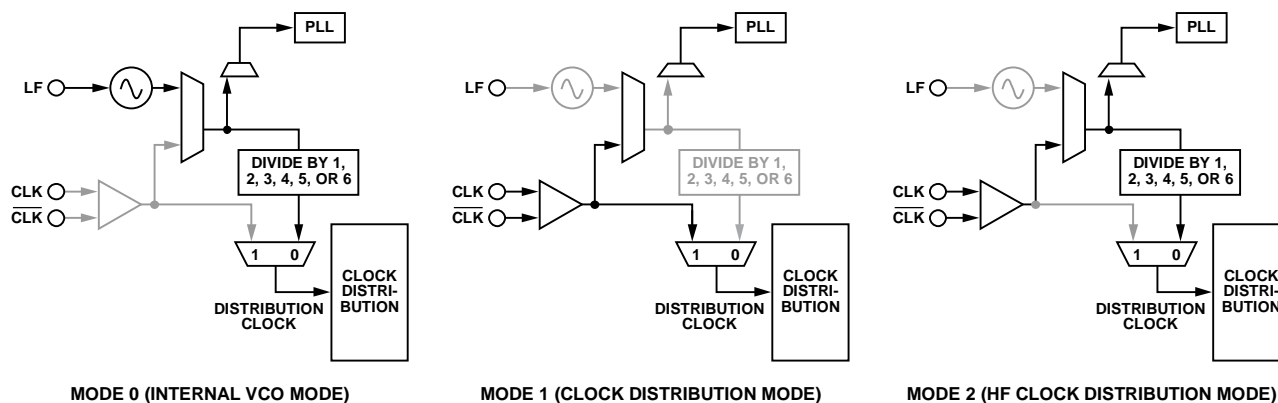 PLL
LF
DIVIDE BY 1,
2, 3, 4, 5, OR 6
CLK
CLK
1 0
CLOCK
DISTRI-
BUTION
DISTRIBUTION
CLOCK
MODE 0 (INTERNAL VCO MODE)
PLL
LF
DIVIDE BY 1,
2, 3, 4, 5, OR 6
CLK
CLK
1 0
CLOCK
DISTRI-
BUTION
DISTRIBUTION
CLOCK
MODE 1 (CLOCK DISTRIBUTION MODE)
PLL
LF
DIVIDE BY 1,
2, 3, 4, 5, OR 6
CLK
CLK
1 0
CLOCK
DISTRI-
BUTION
DISTRIBUTION
CLOCK
MODE 2 (HF CLOCK DISTRIBUTION MODE)